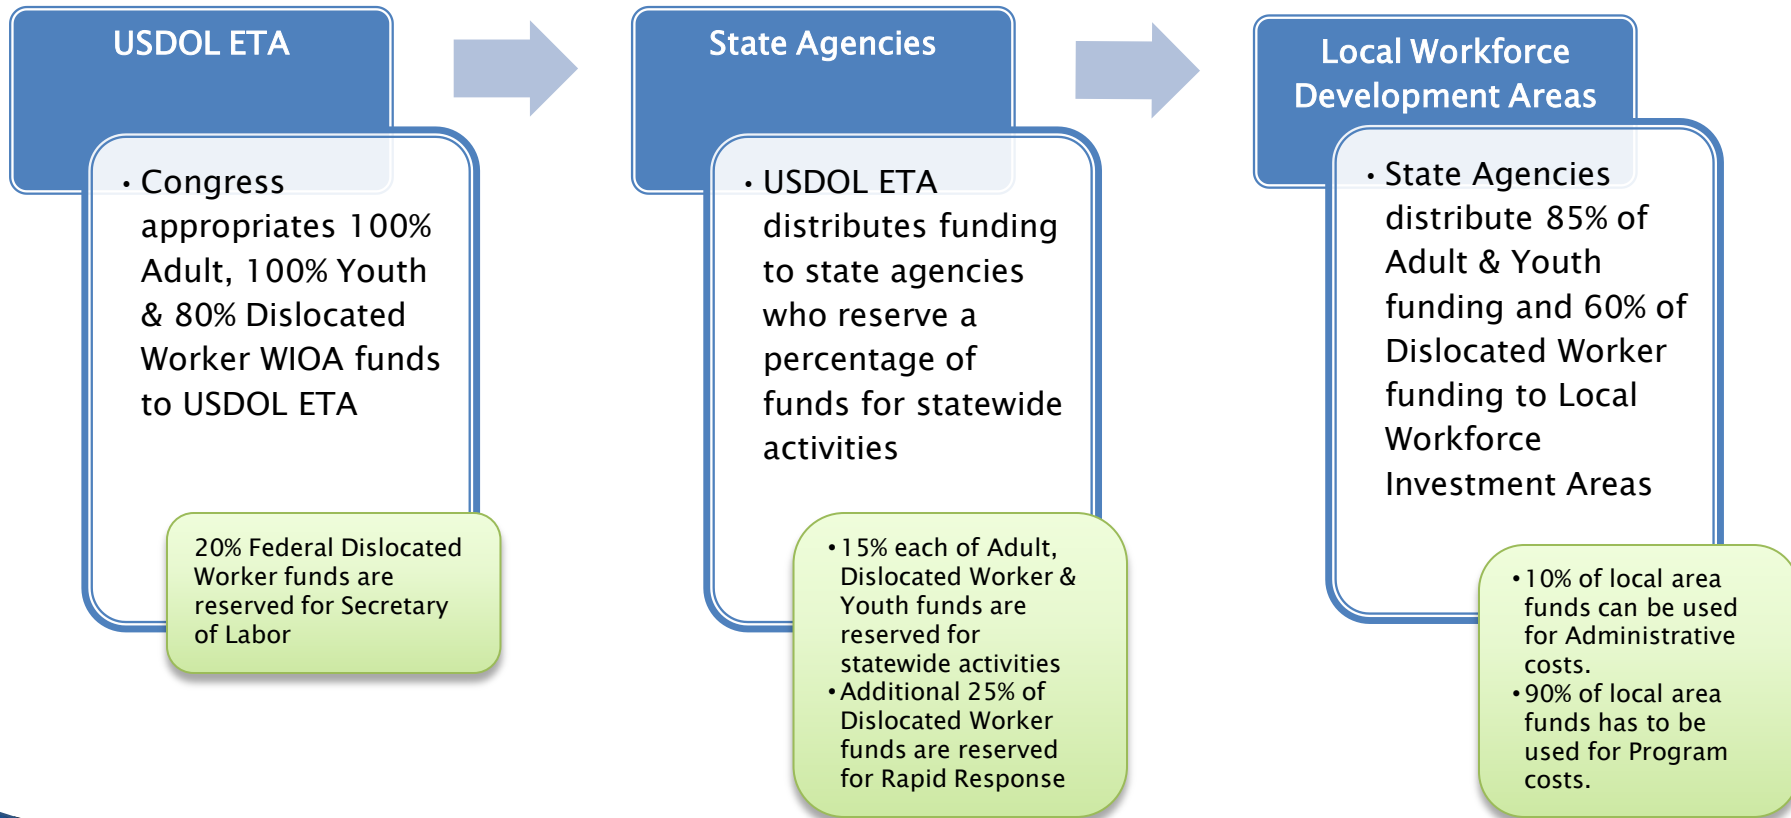 USDOL ETA
• Congress
appropriates 100%
Adult, 100% Youth
& 80% Dislocated
Worker WIOA funds
to USDOL ETA
20% Federal Dislocated
Worker funds are
reserved for Secretary
of Labor
State Agencies
• USDOL ETA
distributes funding
to state agencies
who reserve a
percentage of
funds for statewide
activities
• 15% each of Adult,
Dislocated Worker &
Youth funds are
reserved for
statewide activities
• Additional 25% of
Dislocated Worker
funds are reserved
for Rapid Response
Local Workforce
Development Areas
• State Agencies
distribute 85% of
Adult & Youth
funding and 60% of
Dislocated Worker
funding to Local
Workforce
Investment Areas
• 10% of local area
funds can be used
for Administrative
costs.
• 90% of local area
funds has to be
used for Program
costs.